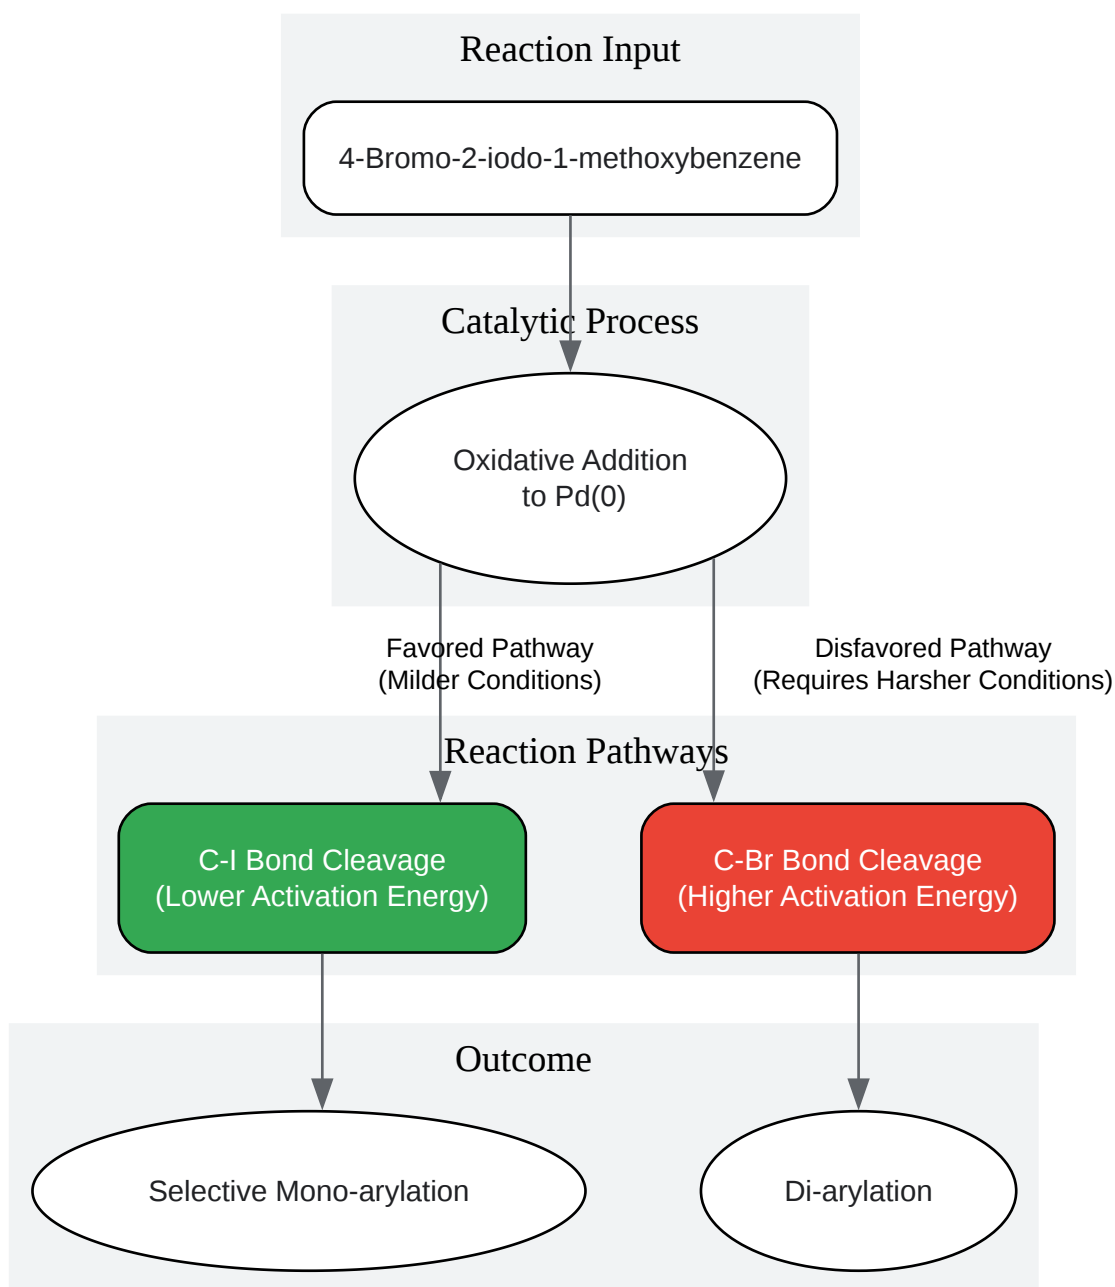 Reaction Input
4-Bromo-2-iodo-1-methoxybenzene
Catalytic Process
Oxidative Addition
to Pd(0)
Favored Pathway
(Milder Conditions)
Disfavored Pathway
(Requires Harsher Conditions)
Reaction Pathways
C-I Bond Cleavage
(Lower Activation Energy)
C-Br Bond Cleavage
(Higher Activation Energy)
Outcome
Selective Mono-arylation
Di-arylation